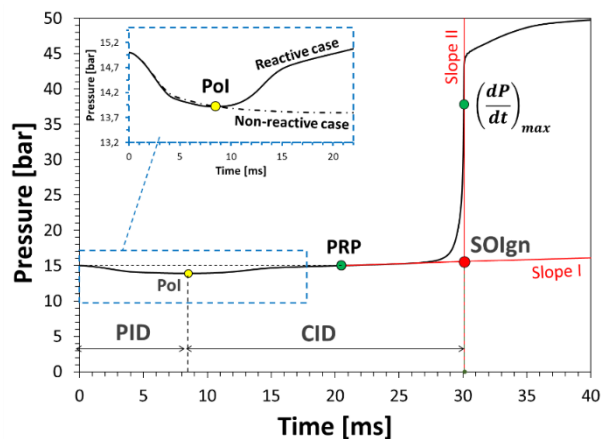 50
45
40
35
30
25
20
15
10
5
0
Pressure [bar]
15,2
14,7
14,2
13,7
13,2
Pressure [bar]
Reactive case
PoI
Non-reactive case
0
5
10
15
20
Time [ms]
Slope II
(dP/dt)max
PoI
PRP
SOIgn
Slope I
PID
CID
0
5
10
15
20
25
30
35
40
Time [ms]